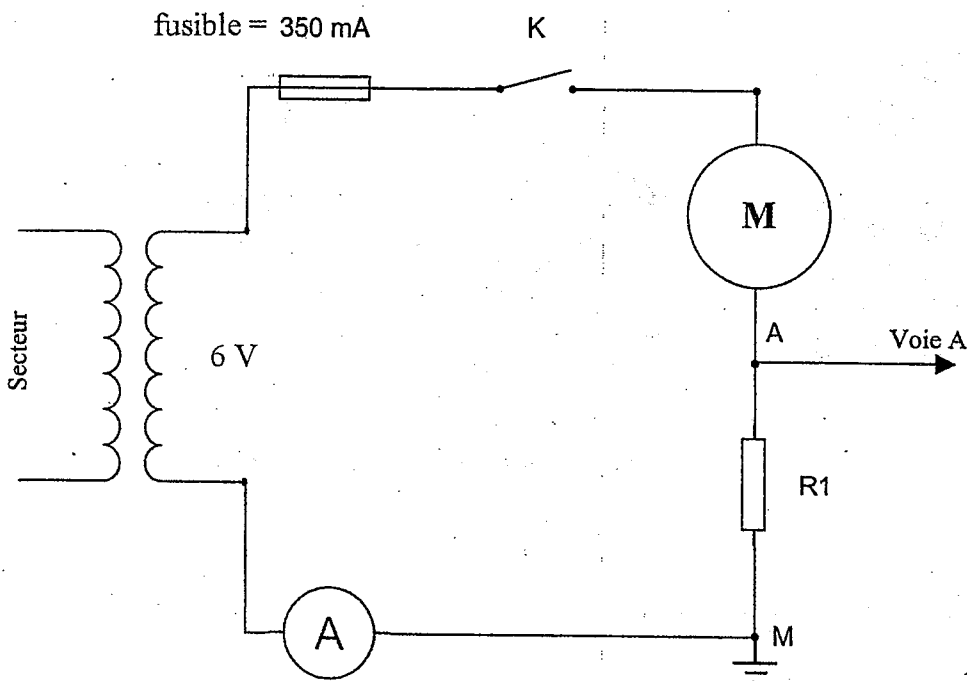 fusible = 350 mA
K
M
A
Voie A
Secteur
6 V
R1
A
M